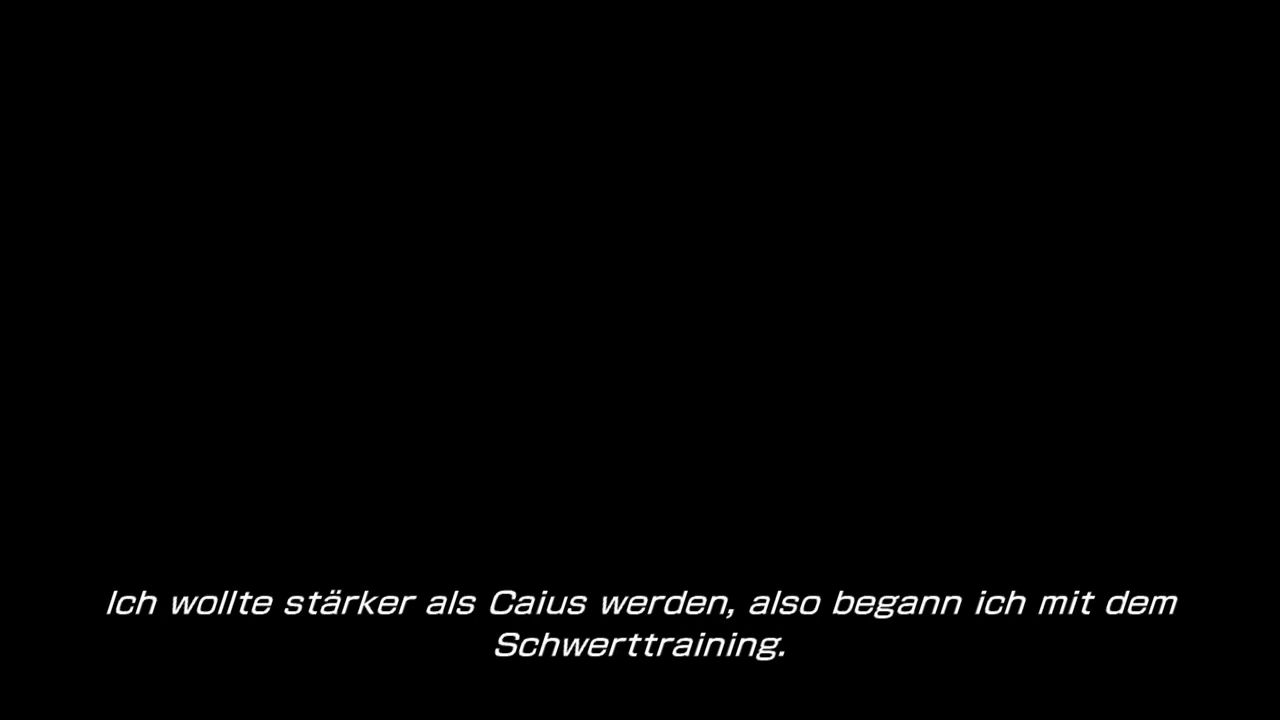 Ich wollte stärker als Caius werden, also begann ich mit dem
Schwerttraining.